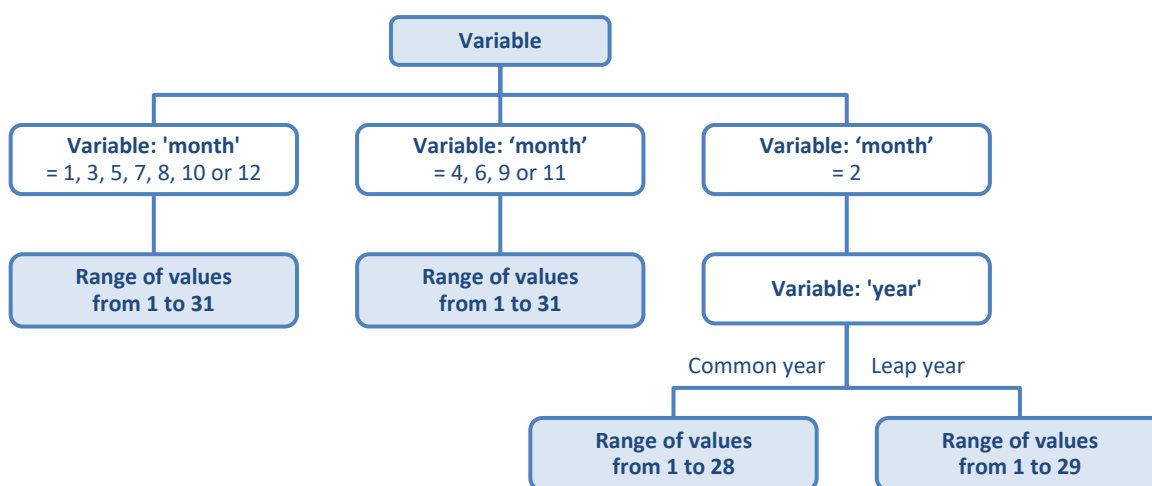 Variable
Variable: 'month'
= 1, 3, 5, 7, 8, 10 or 12
Variable: ‘month’
= 4, 6, 9 or 11
Variable: ‘month’
= 2
Range of values
from 1 to 31
Range of values
from 1 to 31
Variable: 'year'
Common year
Leap year
Range of values
from 1 to 28
Range of values
from 1 to 29